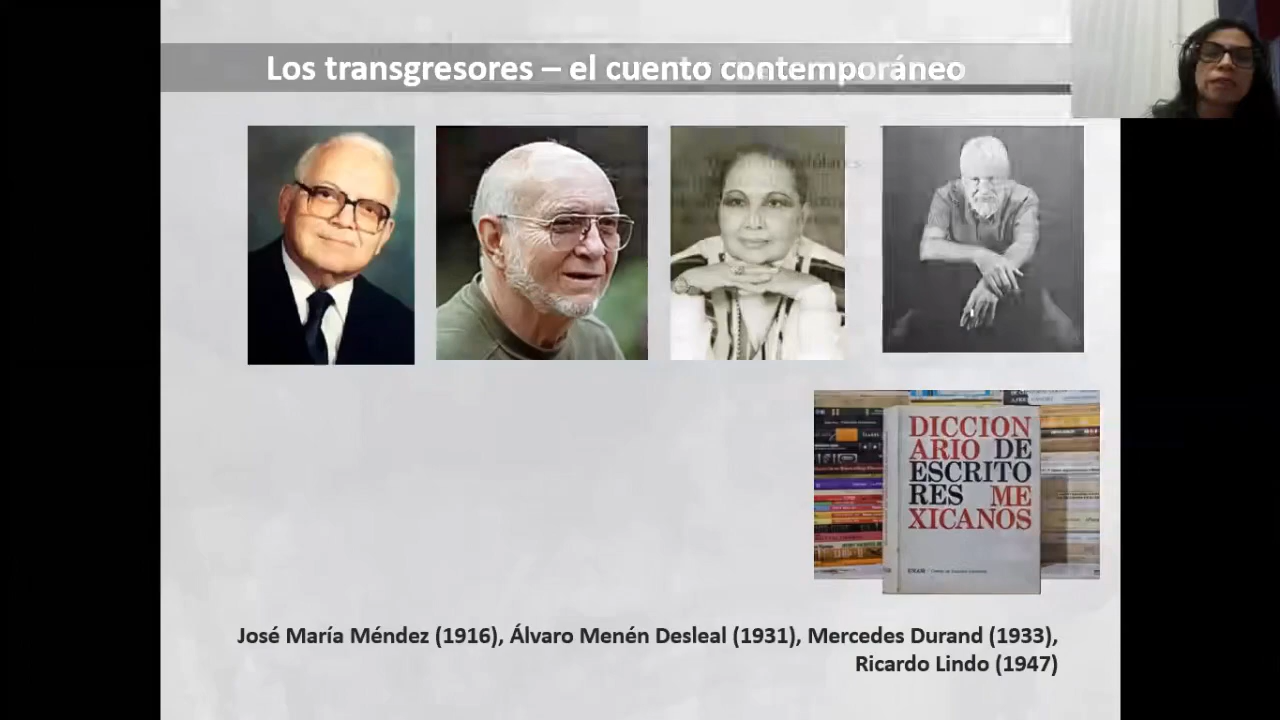 Los transgresores – el cuento contemporáneo
DICCION
ARIO DE
ESCRITO
RES ME
XICANOS
José María Méndez (1916), Álvaro Menén Desleal (1931), Mercedes Durand (1933),
Ricardo Lindo (1947)